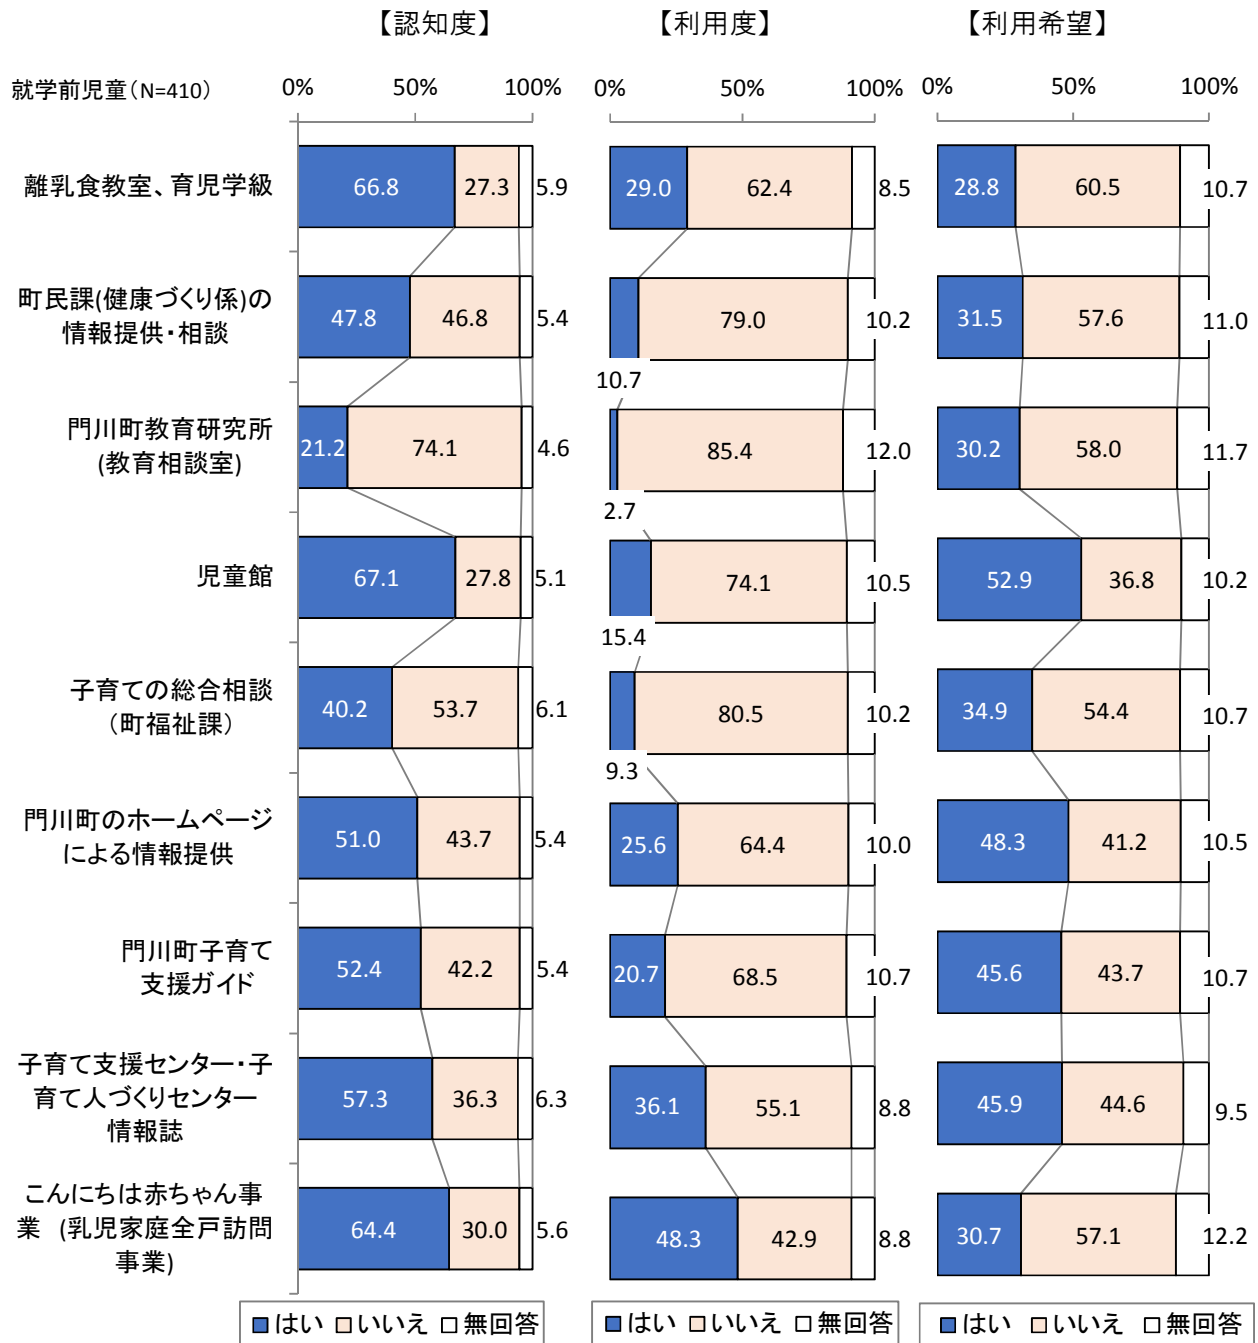 【認知度】 【利用度】 【利用希望】
就学前児童(N=410) 0% 50% 100% 0% 50% 100% 0% 50% 100%
離乳食教室、育児学級 66.8 27.3 5.9 29.0 62.4 8.5 28.8 60.5 10.7
町民課(健康づくり係)の
情報提供・相談 47.8 46.8 5.4 10.7 79.0 10.2 31.5 57.6 11.0
門川町教育研究所
(教育相談室) 21.2 74.1 4.6 2.7 85.4 12.0 30.2 58.0 11.7
児童館 67.1 27.8 5.1 15.4 74.1 10.5 52.9 36.8 10.2
子育ての総合相談
(町福祉課) 40.2 53.7 6.1 9.3 80.5 10.2 34.9 54.4 10.7
門川町のホームページ
による情報提供 51.0 43.7 5.4 25.6 64.4 10.0 48.3 41.2 10.5
門川町子育て
支援ガイド 52.4 42.2 5.4 20.7 68.5 10.7 45.6 43.7 10.7
子育て支援センター・子
育て人づくりセンター
情報誌 57.3 36.3 6.3 36.1 55.1 8.8 45.9 44.6 9.5
こんにちは赤ちゃん事
業 (乳児家庭全戸訪問
事業) 64.4 30.0 5.6 48.3 42.9 8.8 30.7 57.1 12.2
はい いいえ 無回答 はい いいえ 無回答 はい いいえ 無回答